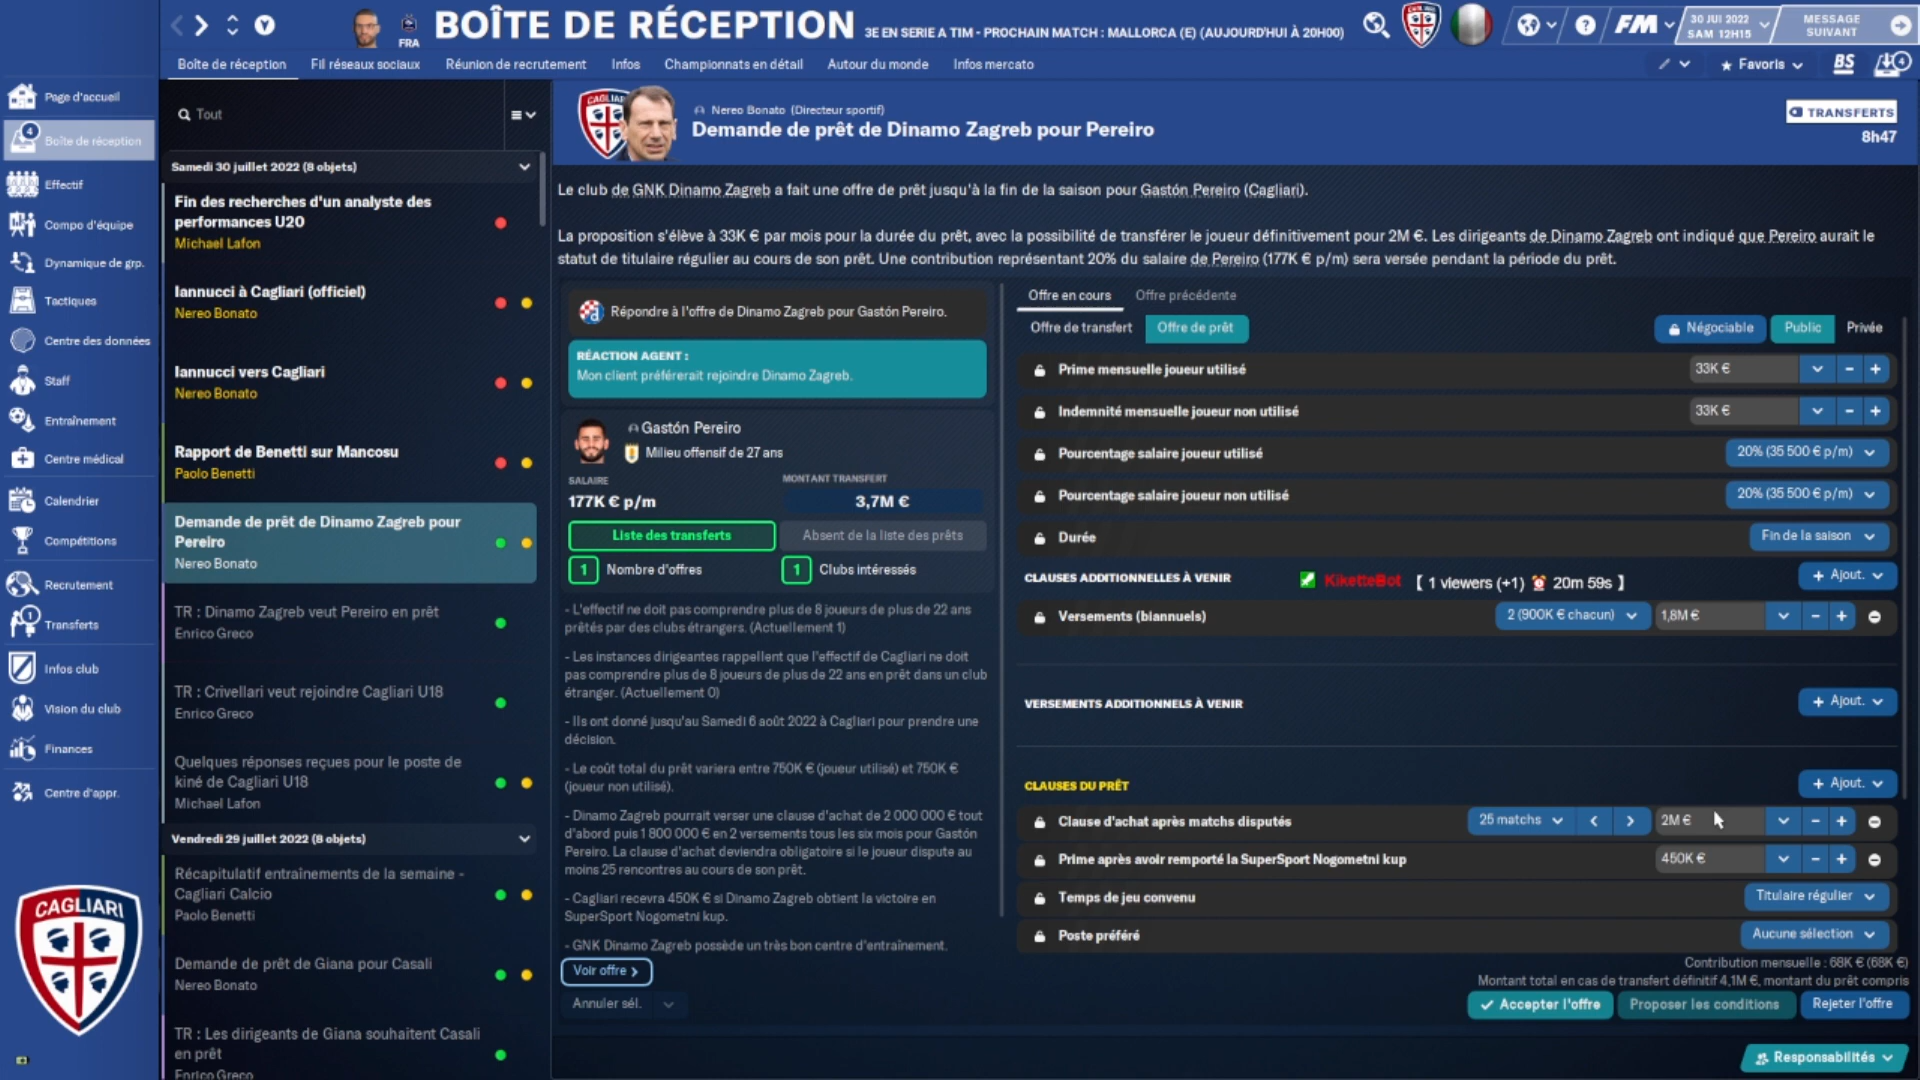 BOÎTE DE RÉCEPTION
3E EN SERIE A TIM - PROCHAIN MATCH : MALLORCA (E) (AUJOURD'HUI À 20H00)
FRA
FM
30 JUI 2022
SAM 12H15
MESSAGE
SUIVANT
Boîte de réception
Fil réseaux sociaux
Réunion de recrutement
Infos
Championnats en détail
Autour du monde
Infos mercato
Favoris
BS
4
Page d'accueil
4
Boîte de réception
Effectif
Compo d'équipe
Dynamique de grp.
Tactiques
Centre des données
Staff
Entraînement
Centre médical
Calendrier
Compétitions
Recrutement
1
Transferts
Infos club
Vision du club
Finances
Centre d'appr.
CAGLIARI
Tout
Samedi 30 juillet 2022 (8 objets)
Fin des recherches d'un analyste des
performances U20
Michael Lafon
Iannucci à Cagliari (officiel)
Nereo Bonato
Iannucci vers Cagliari
Nereo Bonato
Rapport de Benetti sur Mancosu
Paolo Benetti
Demande de prêt de Dinamo Zagreb pour
Pereiro
Nereo Bonato
TR : Dinamo Zagreb veut Pereiro en prêt
Enrico Greco
TR : Crivellari veut rejoindre Cagliari U18
Enrico Greco
Quelques réponses reçues pour le poste de
kiné de Cagliari U18
Michael Lafon
Vendredi 29 juillet 2022 (8 objets)
Récapitulatif entraînements de la semaine -
Cagliari Calcio
Paolo Benetti
Demande de prêt de Giana pour Casali
Nereo Bonato
TR : Les dirigeants de Giana souhaitent Casali
en prêt
Enrico Greco
Nereo Bonato (Directeur sportif)
Demande de prêt de Dinamo Zagreb pour Pereiro
TRANSFERTS
8h47
Le club de GNK Dinamo Zagreb a fait une offre de prêt jusqu'à la fin de la saison pour Gastón Pereiro (Cagliari).
La proposition s'élève à 33K € par mois pour la durée du prêt, avec la possibilité de transférer le joueur définitivement pour 2M €. Les dirigeants de Dinamo Zagreb ont indiqué que Pereiro aurait le
statut de titulaire régulier au cours de son prêt. Une contribution représentant 20% du salaire de Pereiro (177K € p/m) sera versée pendant la période du prêt.
Répondre à l'offre de Dinamo Zagreb pour Gastón Pereiro.
RÉACTION AGENT :
Mon client préférerait rejoindre Dinamo Zagreb.
Gastón Pereiro
Milieu offensif de 27 ans
SALAIRE
MONTANT TRANSFERT
177K € p/m
3,7M €
Liste des transferts
Absent de la liste des prêts
1 Nombre d'offres
1 Clubs intéressés
- L'effectif ne doit pas comprendre plus de 8 joueurs de plus de 22 ans
prêtés par des clubs étrangers. (Actuellement 1)
- Les instances dirigeantes rappellent que l'effectif de Cagliari ne doit
pas comprendre plus de 8 joueurs de plus de 22 ans en prêt dans un club
étranger. (Actuellement 0)
- Ils ont donné jusqu'au Samedi 6 août 2022 à Cagliari pour prendre une
décision.
- Le coût total du prêt variera entre 750K € (joueur utilisé) et 750K €
(joueur non utilisé).
- Dinamo Zagreb pourrait verser une clause d'achat de 2 000 000 € tout
d'abord puis 1 800 000 € en 2 versements tous les six mois pour Gastón
Pereiro. La clause d'achat deviendra obligatoire si le joueur dispute au
moins 25 rencontres au cours de son prêt.
- Cagliari recevra 450K € si Dinamo Zagreb obtient la victoire en
SuperSport Nogometni kup.
- GNK Dinamo Zagreb possède un très bon centre d'entraînement.
Voir offre
Annuler sél.
Offre en cours
Offre précédente
Offre de transfert
Offre de prêt
Négociable
Public
Privée
Prime mensuelle joueur utilisé
33K €
Indemnité mensuelle joueur non utilisé
33K €
Pourcentage salaire joueur utilisé
20% (35 500 € p/m)
Pourcentage salaire joueur non utilisé
20% (35 500 € p/m)
Durée
Fin de la saison
CLAUSES ADDITIONNELLES À VENIR
KiketteBot 【 1 viewers (+1) ⏰ 20m 59s 】
+ Ajout.
Versements (biannuels)
2 (900K € chacun)
1,8M €
VERSEMENTS ADDITIONNELS À VENIR
+ Ajout.
CLAUSES DU PRÊT
+ Ajout.
Clause d'achat après matchs disputés
25 matchs
2M €
Prime après avoir remporté la SuperSport Nogometni kup
450K €
Temps de jeu convenu
Titulaire régulier
Poste préféré
Aucune sélection
Contribution mensuelle : 68K € (68K €)
Montant total en cas de transfert définitif 4,1M €, montant du prêt compris
Accepter l'offre
Proposer les conditions
Rejeter l'offre
Responsabilités